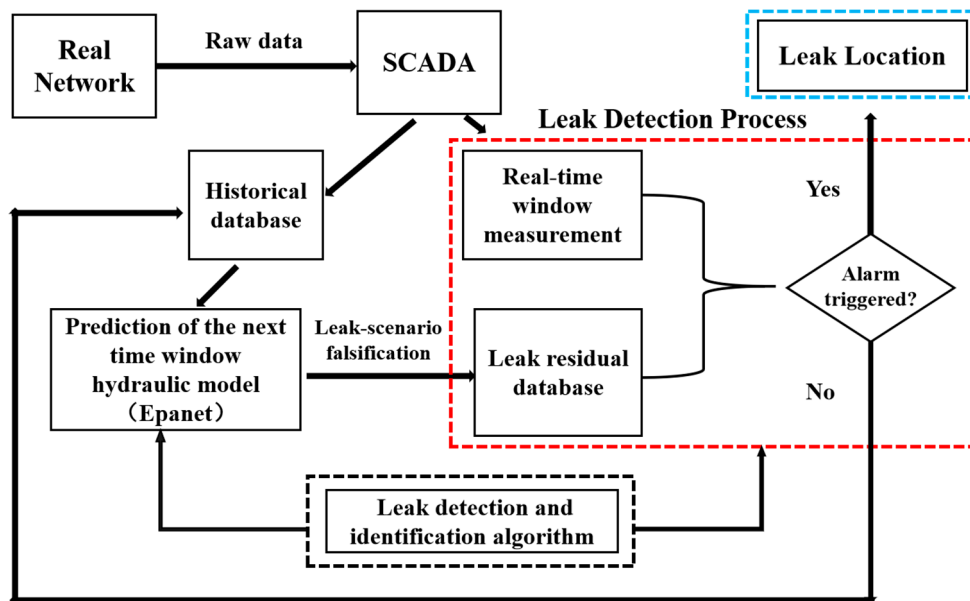 Real
Network
Raw data
SCADA
Leak Location
Leak Detection Process
Historical
database
Real-time
window
measurement
Yes
Alarm
triggered?
Prediction of the next
time window
hydraulic model
（Epanet）
Leak-scenario
falsification
Leak residual
database
No
Leak detection and
identification algorithm